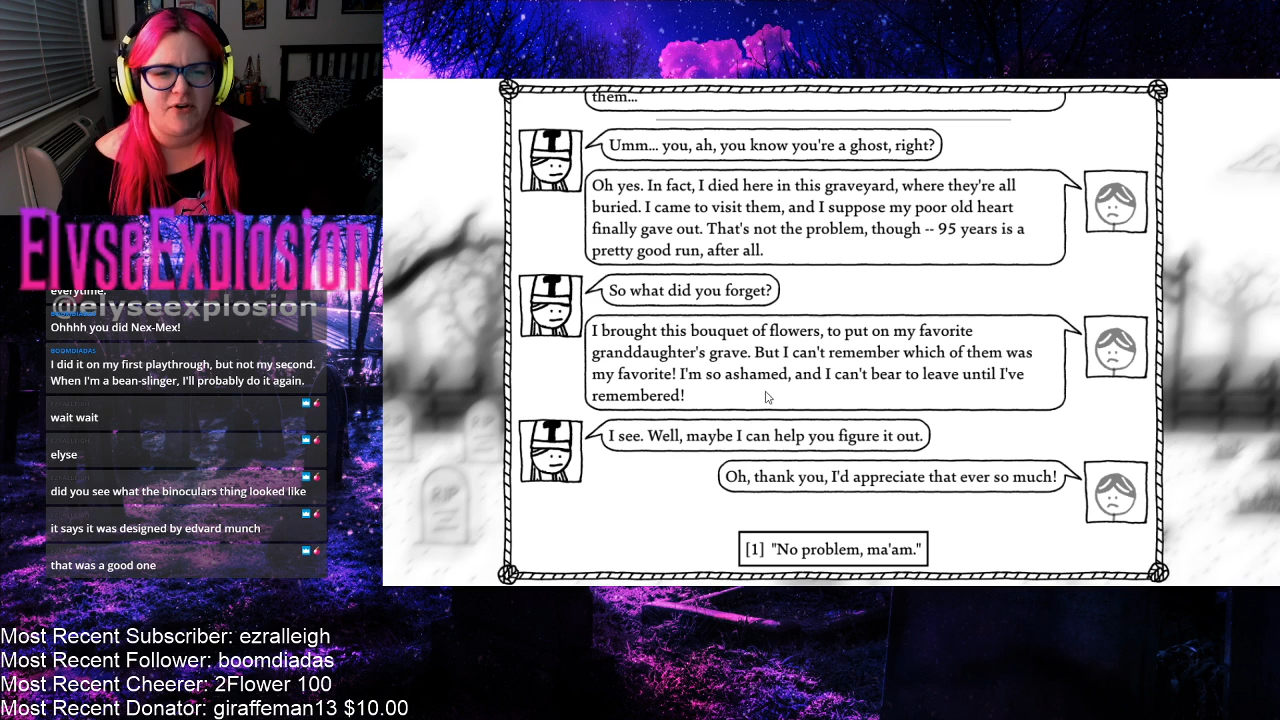 them...
Umm... you, ah, you know you're a ghost, right?
Oh yes. In fact, I died here in this graveyard, where they're all
buried. I came to visit them, and I suppose my poor old heart
finally gave out. That's not the problem, though -- 95 years is a
pretty good run, after all.
So what did you forget?
I brought this bouquet of flowers, to put on my favorite
granddaughter's grave. But I can't remember which of them was
my favorite! I'm so ashamed, and I can't bear to leave until I've
remembered!
I see. Well, maybe I can help you figure it out.
Oh, thank you, I'd appreciate that ever so much!
[1] "No problem, ma'am."
RP
ElyseExplosion
@elyseexplosion
everytime.
Ohhhh you did Nex-Mex!
BOOMDIADAS
I did it on my first playthrough, but not my second.
When I'm a bean-slinger, I'll probably do it again.
wait wait
elyse
did you see what the binoculars thing looked like
it says it was designed by edvard munch
that was a good one
Most Recent Subscriber: ezralleigh
Most Recent Follower: boomdiadas
Most Recent Cheerer: 2Flower 100
Most Recent Donator: giraffeman13 $10.00